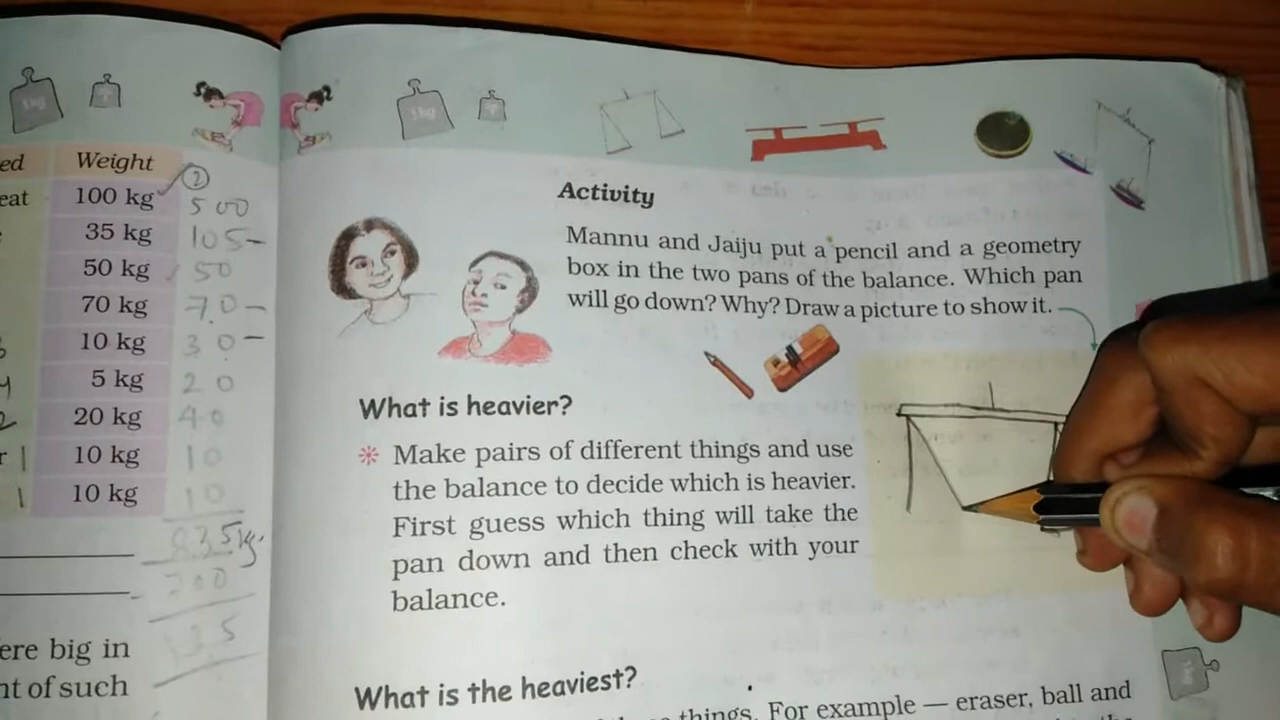 1kg
1kg
ed Weight
eat 100 kg 500
35 kg 105-
50 kg 50
70 kg 70-
10 kg 30-
5 kg 20
20 kg 40
r 1 10 kg 10
1 10 kg 10
835kg.
ere big in
nt of such
Activity
Mannu and Jaiju put a pencil and a geometry
box in the two pans of the balance. Which pan
will go down? Why? Draw a picture to show it.
What is heavier?
Make pairs of different things and use
the balance to decide which is heavier.
First guess which thing will take the
pan down and then check with your
balance.
What is the heaviest?
things. For example — eraser, ball and